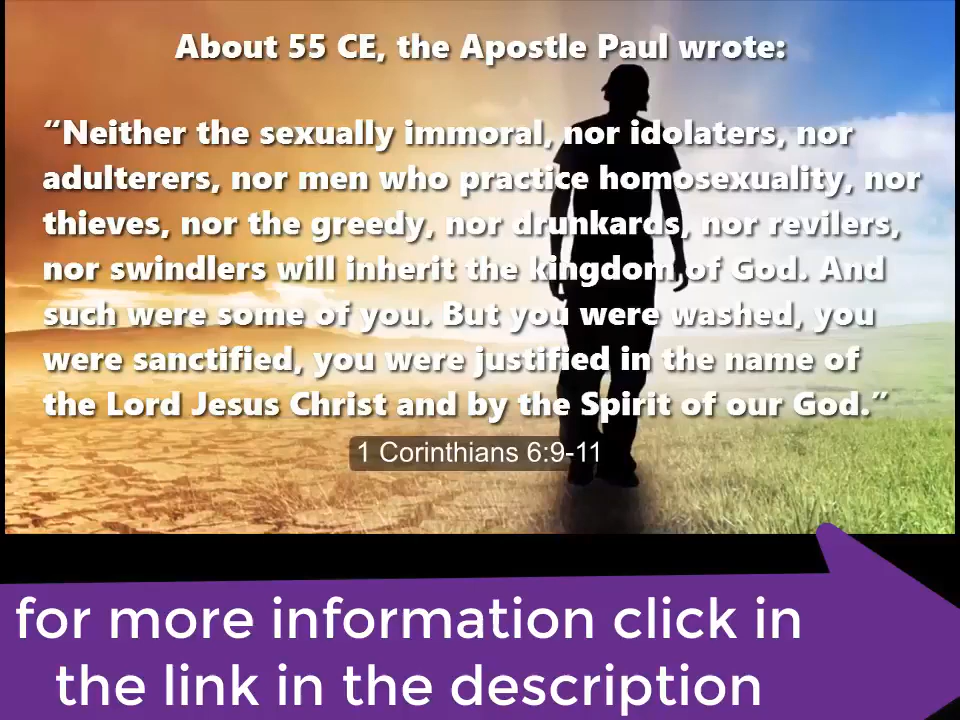 About 55 CE, the Apostle Paul wrote:
“Neither the sexually immoral, nor idolaters, nor
adulterers, nor men who practice homosexuality, nor
thieves, nor the greedy, nor drunkards, nor revilers,
nor swindlers will inherit the kingdom of God. And
such were some of you. But you were washed, you
were sanctified, you were justified in the name of
the Lord Jesus Christ and by the Spirit of our God.”
1 Corinthians 6:9-11
for more information click in
the link in the description